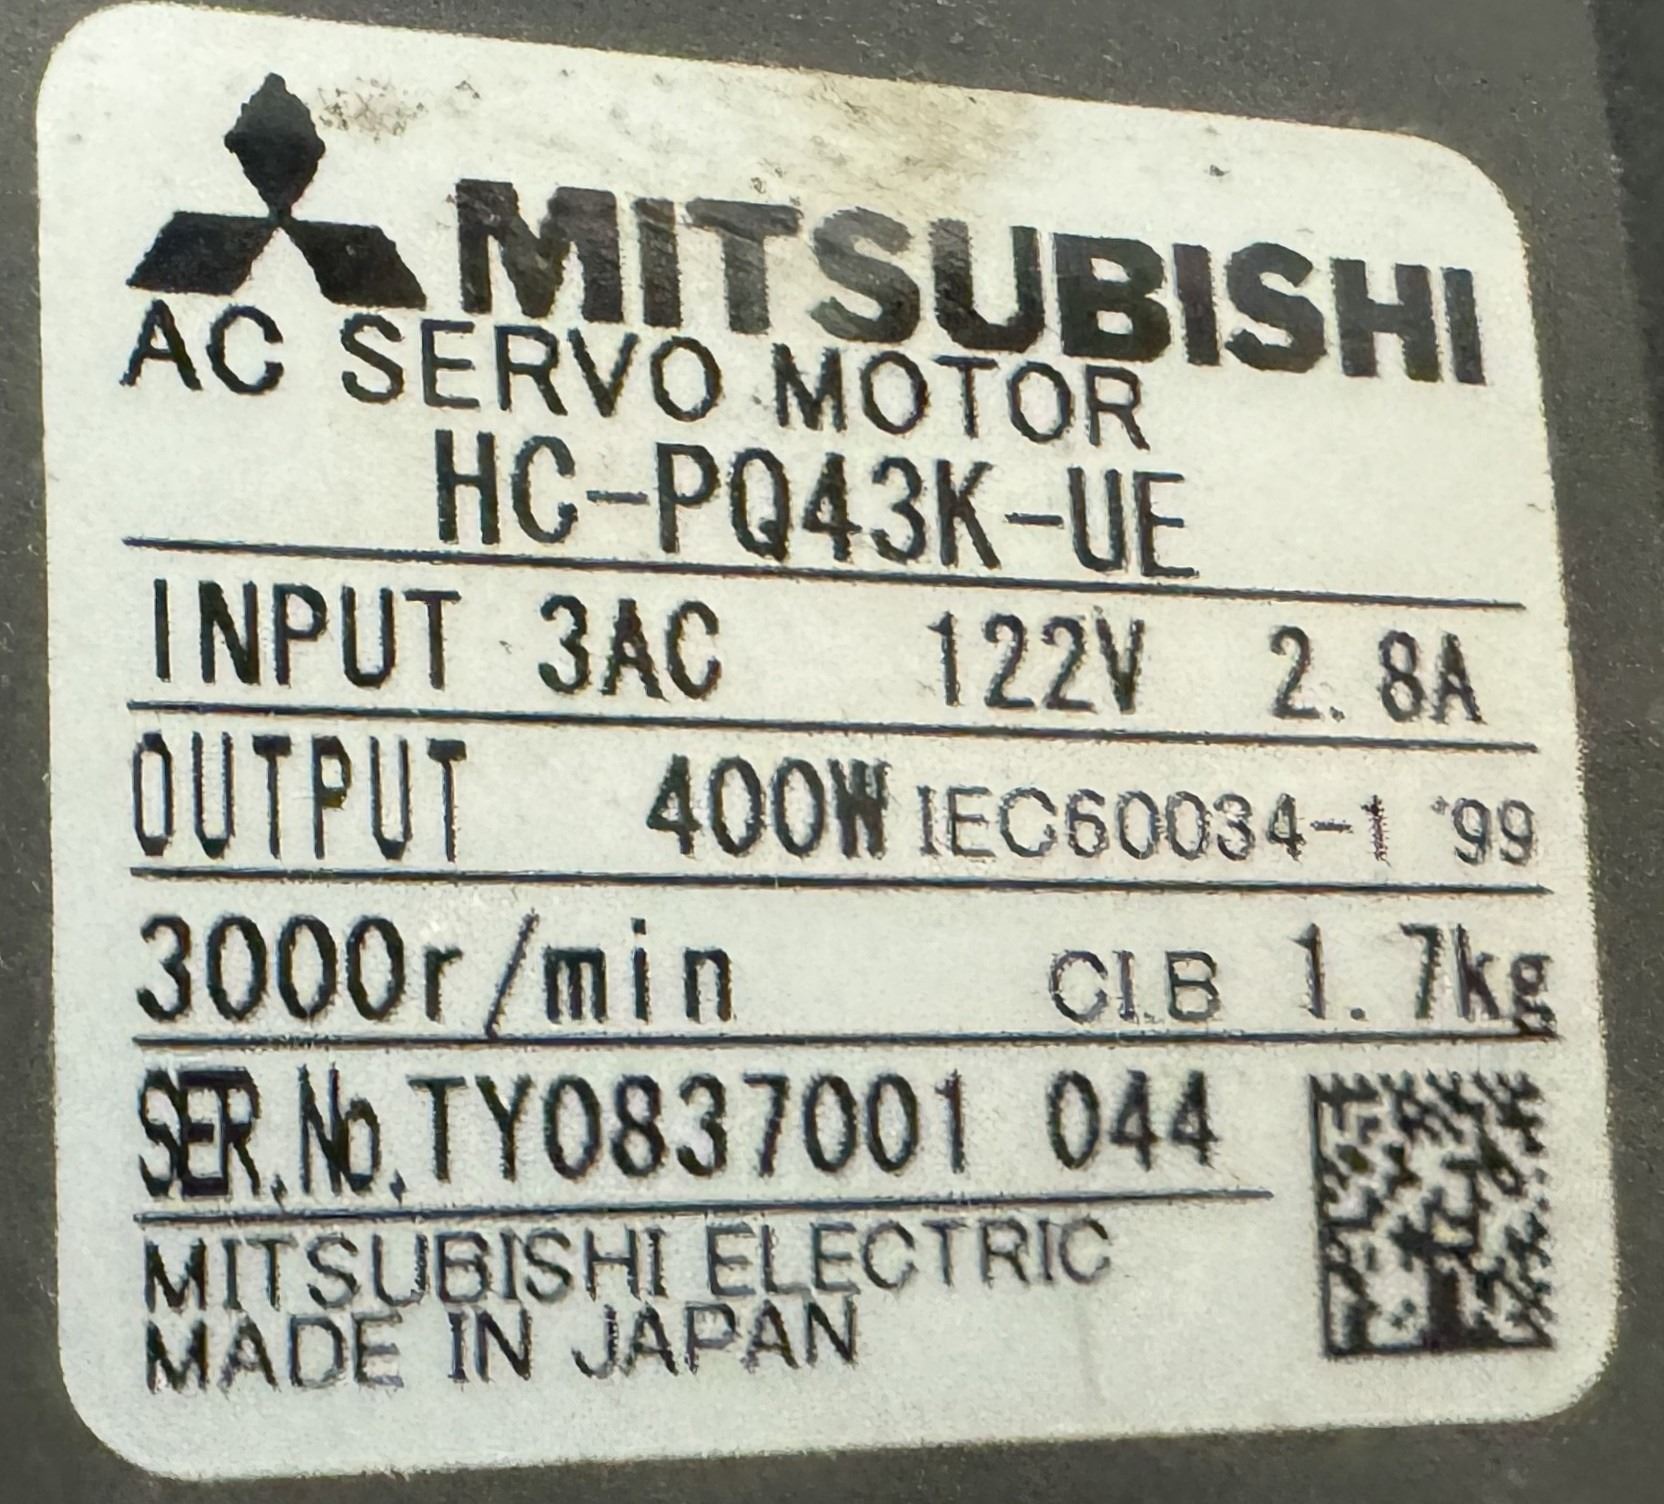 MITSUBISHI
AC SERVO MOTOR
HC-PQ43K-UE
INPUT 3AC 122V 2.8A
OUTPUT 400W IEC60034-1 '99
3000r/min CI.B 1.7kg
SER.No.TY0837001 044
MITSUBISHI ELECTRIC
MADE IN JAPAN